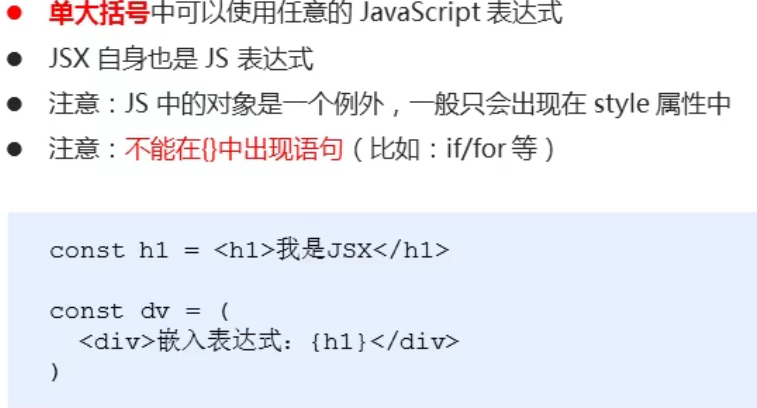 单大括号中可以使用任意的 JavaScript 表达式
JSX 自身也是 JS 表达式
注意：JS 中的对象是一个例外，一般只会出现在 style 属性中
注意：不能在{}中出现语句（比如：if/for 等）
const h1 = <h1>我是JSX</h1>
const dv = (
<div>嵌入表达式：{h1}</div>
)